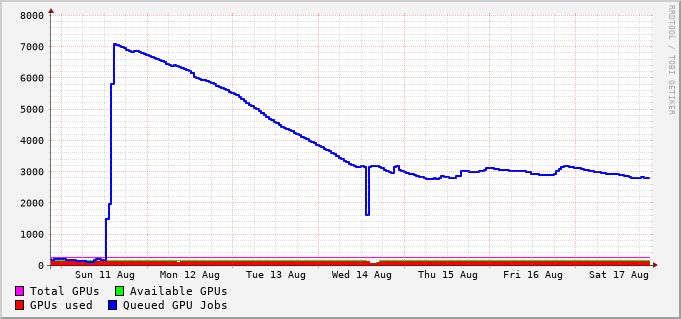 8000
7000
6000
5000
4000
3000
2000
1000
0
Sun 11 Aug Mon 12 Aug Tue 13 Aug Wed 14 Aug Thu 15 Aug Fri 16 Aug Sat 17 Aug
Total GPUs Available GPUs
GPUs used Queued GPU Jobs
RRDTOOL / TOBI OETIKER